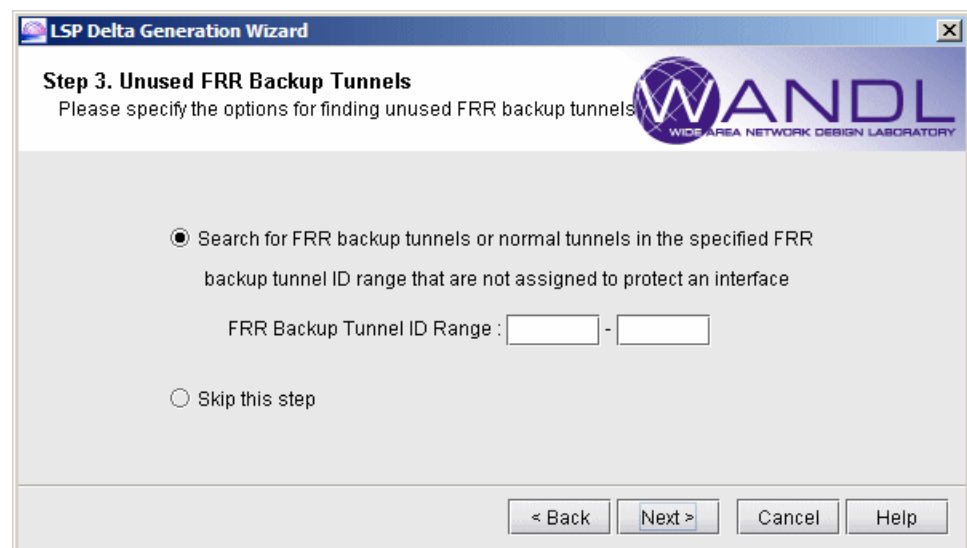 LSP Delta Generation Wizard
Step 3. Unused FRR Backup Tunnels
Please specify the options for finding unused FRR backup tunnels
WANDL
WIDE AREA NETWORK DESIGN LABORATORY
Search for FRR backup tunnels or normal tunnels in the specified FRR
backup tunnel ID range that are not assigned to protect an interface
FRR Backup Tunnel ID Range : -
Skip this step
< Back Next > Cancel Help